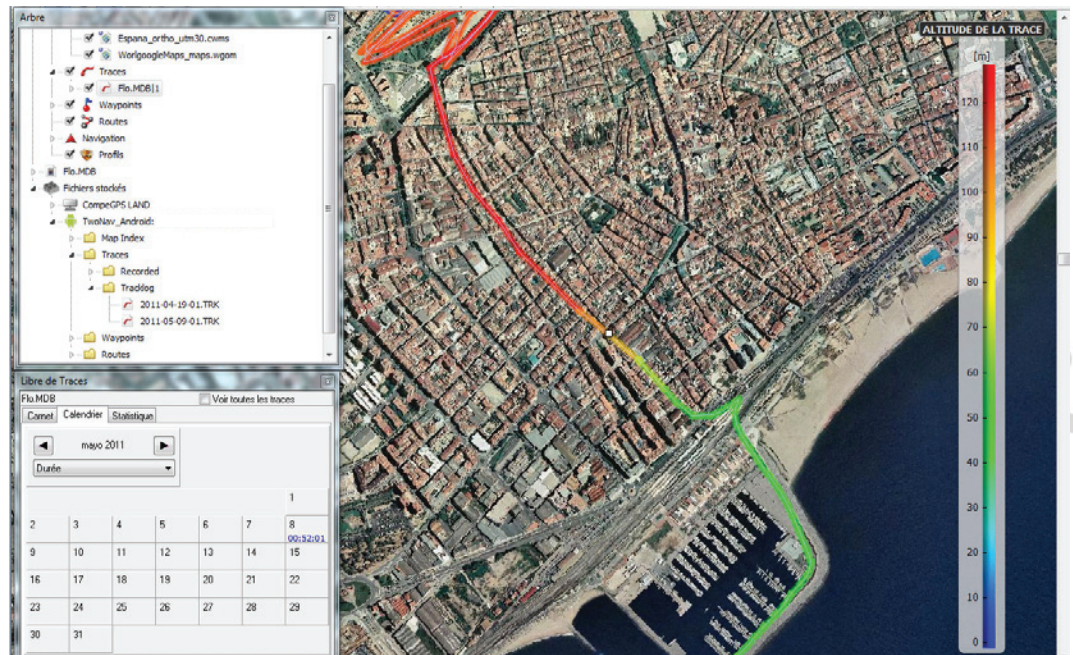 Arbre
Espana_ortho_utm30.cwms
WorlgoogleMaps_maps.wgom
Traces
Flo.MDB|1
Waypoints
Routes
Navigation
Profils
Flo.MDB
Fichiers stockés
CompeGPS LAND
TwoNav_Android:
Map Index
Traces
Recorded
Tracklog
2011-04-19-01.TRK
2011-05-09-01.TRK
Waypoints
Routes
Libre de Traces
Flo.MDB Voir toutes les traces
Carnet Calendrier Statistique
mayo 2011
Durée
1
2 3 4 5 6 7 8
00:52:01
9 10 11 12 13 14 15
16 17 18 19 20 21 22
23 24 25 26 27 28 29
30 31
ALTITUDE DE LA TRACE
[m]
120
100
90
80
70
60
50
40
30
20
10
0